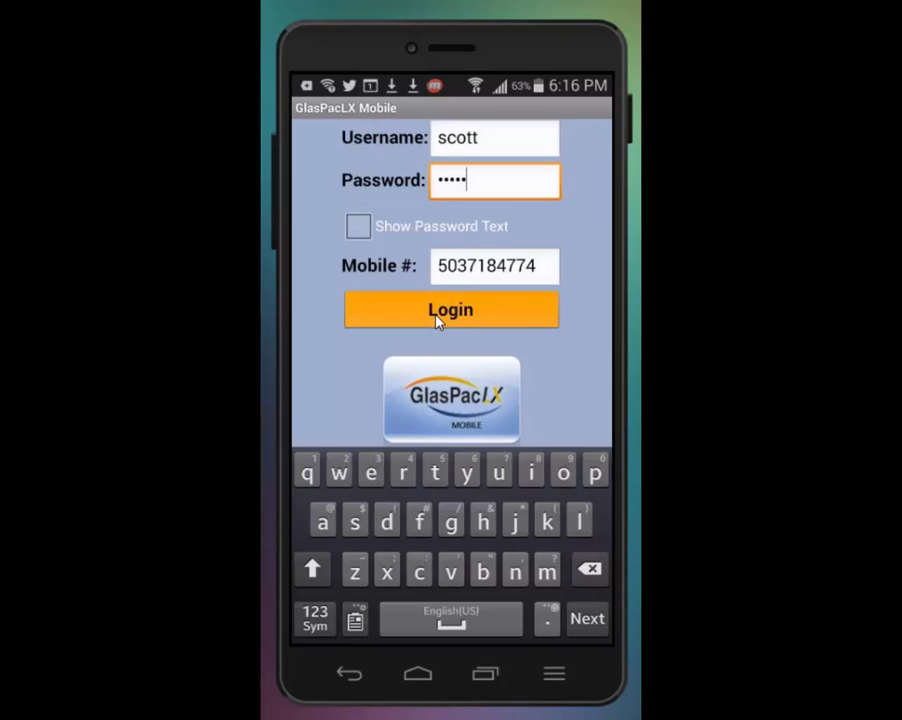 63% 6:16 PM
GlasPacLX Mobile
Username: scott
Password: •••••
Show Password Text
Mobile #: 5037184774
Login
GlasPacLX
MOBILE
q w e r t y u i o p
a s d f g h j k l
z x c v b n m
123 Sym English(US) . Next